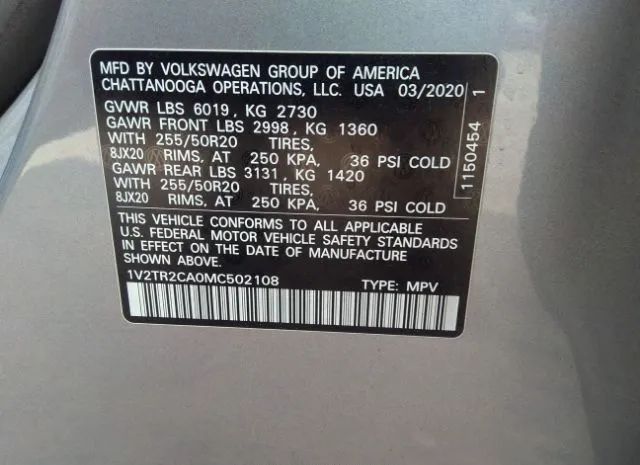 MFD BY VOLKSWAGEN GROUP OF AMERICA
CHATTANOOGA OPERATIONS, LLC. USA 03/2020
GVWR LBS 6019, KG 2730
GAWR FRONT LBS 2998, KG 1360
WITH 255/50R20 TIRES,
8JX20 RIMS, AT 250 KPA, 36 PSI COLD
GAWR REAR LBS 3131, KG 1420
WITH 255/50R20 TIRES,
8JX20 RIMS, AT 250 KPA, 36 PSI COLD
THIS VEHICLE CONFORMS TO ALL APPLICABLE
U.S. FEDERAL MOTOR VEHICLE SAFETY STANDARDS
IN EFFECT ON THE DATE OF MANUFACTURE
SHOWN ABOVE.
1V2TR2CA0MC502108 TYPE: MPV
1150454 1